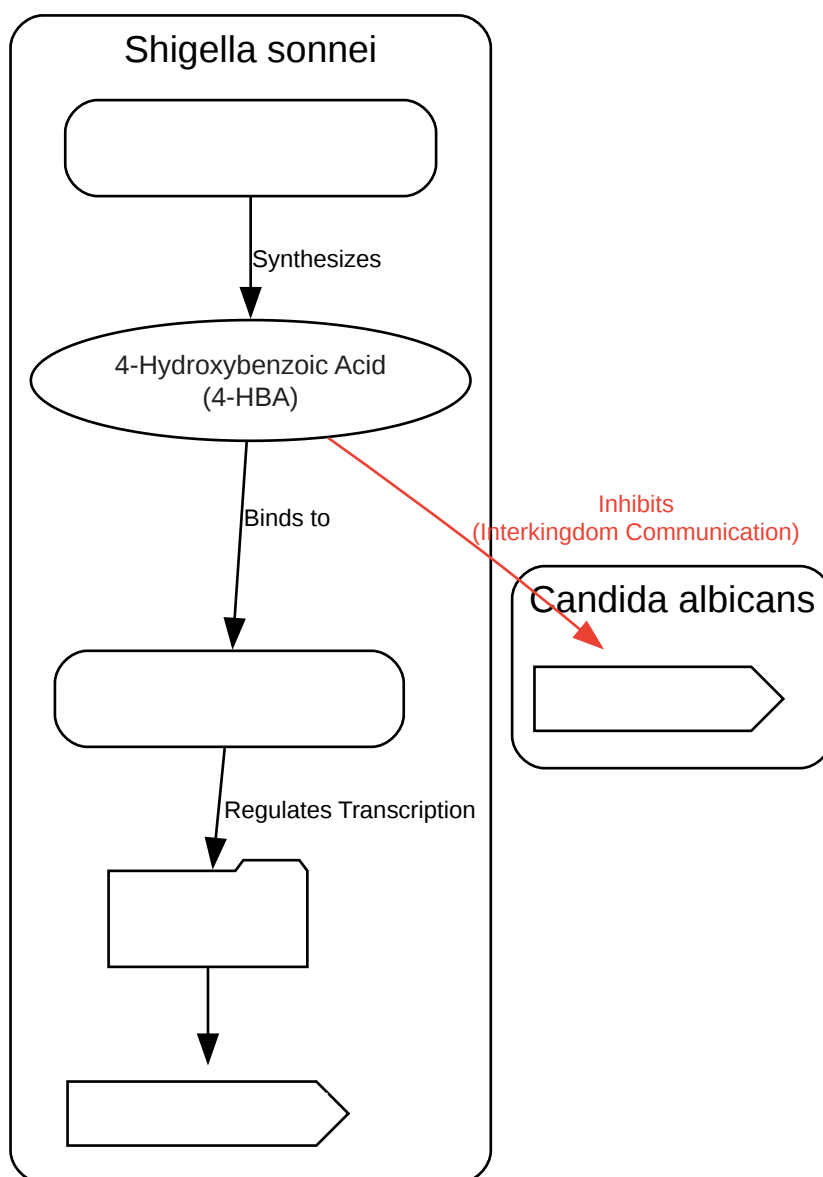 Shigella sonnei
Synthesizes
4-Hydroxybenzoic Acid
(4-HBA)
Binds to
Inhibits
(Interkingdom Communication)
Candida albicans
Regulates Transcription